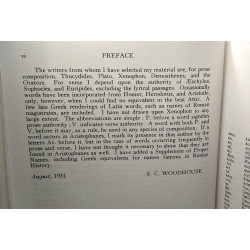 vi
PREFACE
The writers from whom I have selected my material are, for prose
composition, Thucydides, Plato, Xenophon, Demosthenes, and the
Orators. For verse I depend upon the authority of Æschylus,
Sophocles, and Euripides, excluding the lyrical passages. Occasionally
words have been incorporated from Homer, Herodotus, and Aristotle,
only, however, when I could find no equivalent in the best Attic. A
few late Greek renderings of Latin words, such as names of Roman
magistrates, are included. I have not drawn upon Xenophon to any
large extent. The abbreviations are simple: P. before a word signifies
prose authority; V. indicates verse authority. A word with both P. and
V. before it may, as a rule, be used in any species of composition. If a
word occurs in Aristophanes, I mark its presence in that author by the
letters Ar. before it, but in the case of words occurring frequently in
verse or prose, I have not thought it necessary to show that they are
found in Aristophanes as well. I have added a Supplement of Proper
Names, including Greek equivalents for names famous in Roman
History.
S. C. WOODHOUSE.
August, 1931.